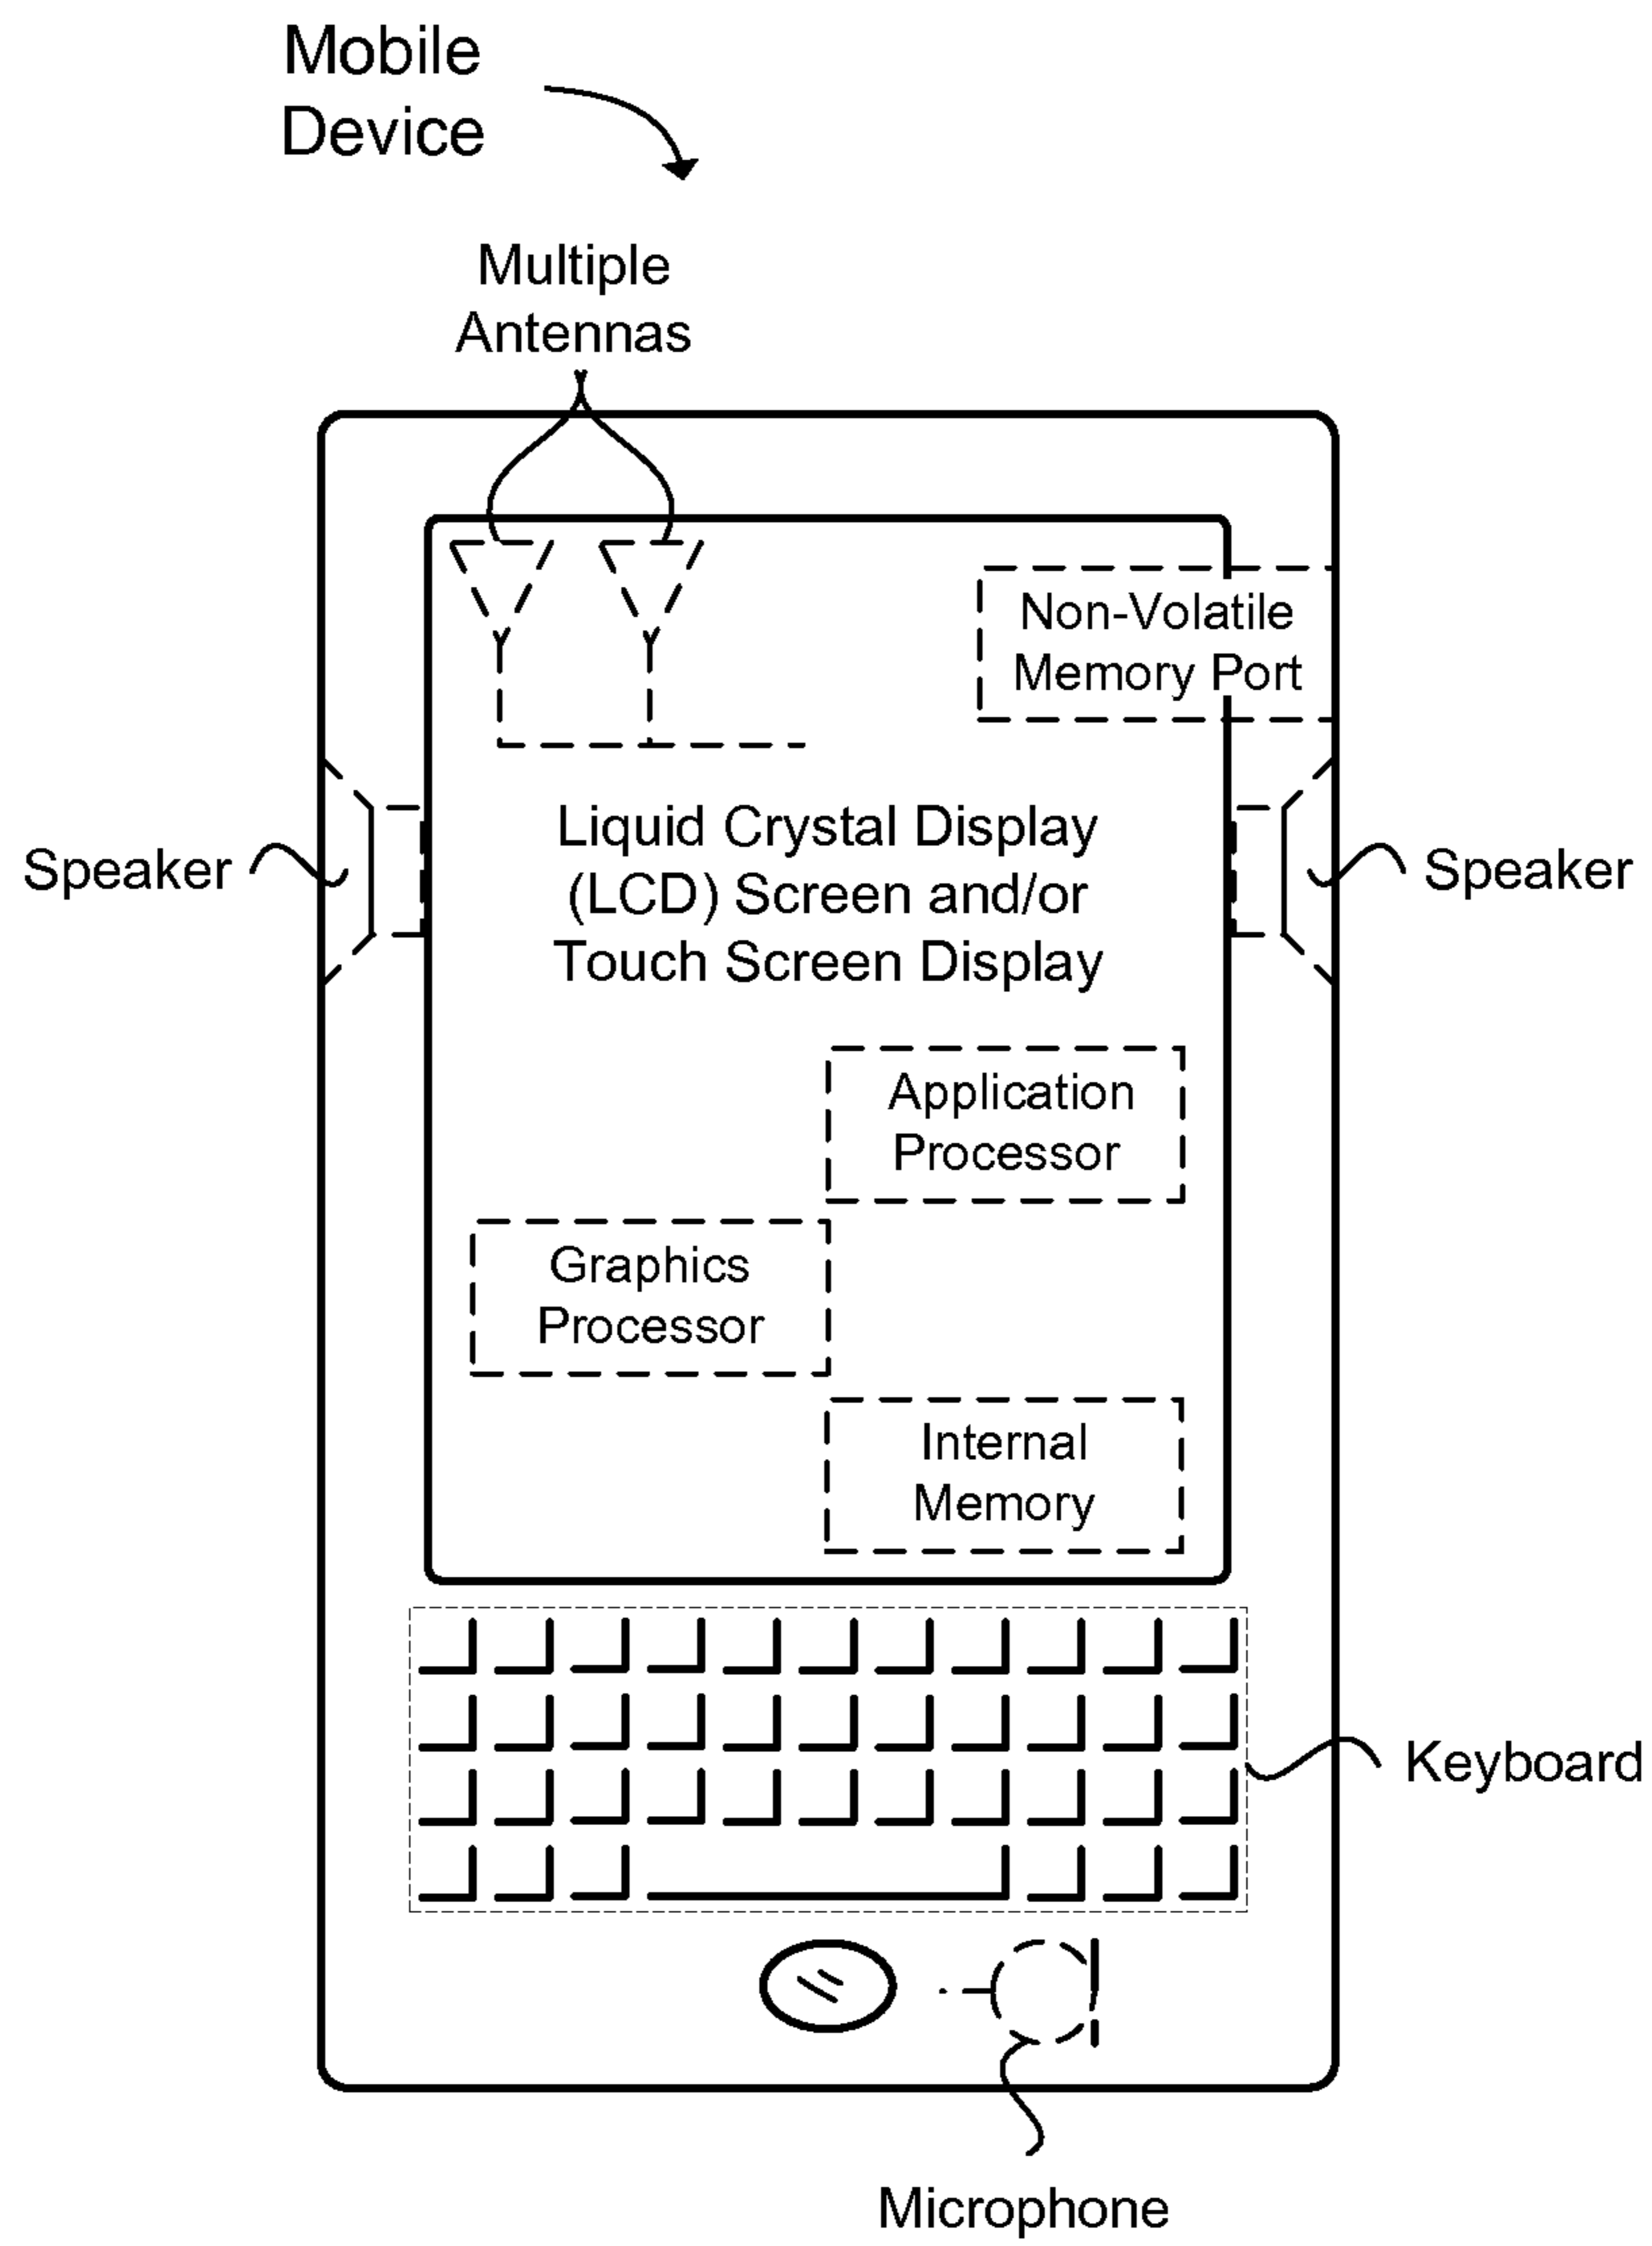 Mobile
Device
Multiple
Antennas
Non-Volatile
Memory Port
Speaker
Liquid Crystal Display
(LCD) Screen and/or
Touch Screen Display
Speaker
Application
Processor
Graphics
Processor
Internal
Memory
Keyboard
Microphone